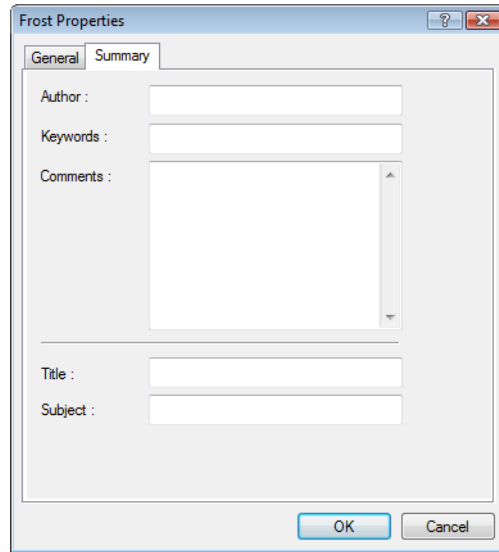 Frost Properties
General Summary
Author :
Keywords :
Comments :
Title :
Subject :
OK Cancel